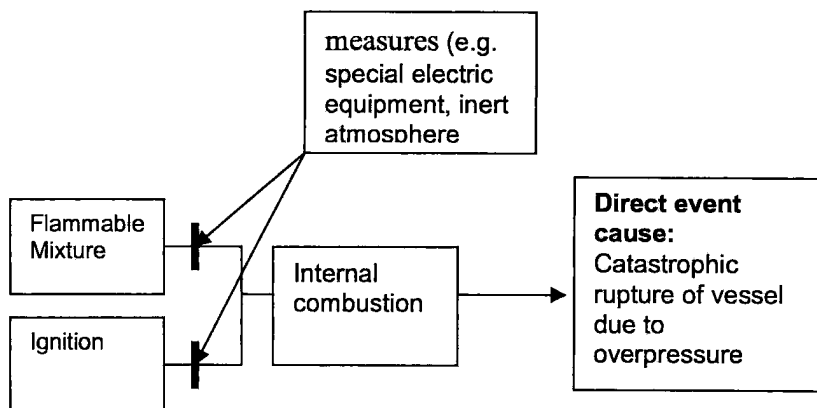 measures (e.g.
special electric
equipment, inert
atmosphere
Flammable
Mixture
Ignition
Internal
combustion
Direct event
cause:
Catastrophic
rupture of vessel
due to
overpressure